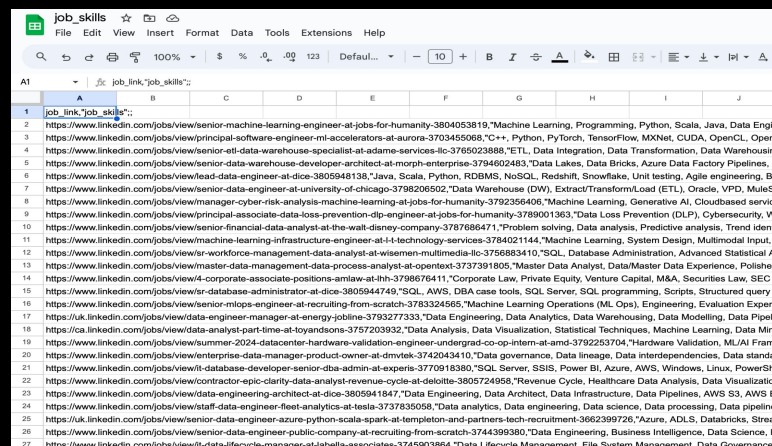 job_skills
File Edit View Insert Format Data Tools Extensions Help
100% $ % .0 .00 123 Defaul... 10 B I A
A1 fx job_link,"job_skills";;
A B C D E F G H I J
1 job_link,"job_skills";;
2 https://www.linkedin.com/jobs/view/senior-machine-learning-engineer-at-jobs-for-humanity-3804053819,"Machine Learning, Programming, Python, Scala, Java, Data Engi
3 https://www.linkedin.com/jobs/view/principal-software-engineer-ml-accelerators-at-aurora-3703455068,"C++, Python, PyTorch, TensorFlow, MXNet, CUDA, OpenCL, Oper
4 https://www.linkedin.com/jobs/view/senior-etl-data-warehouse-specialist-at-adame-services-llc-3765023888,"ETL, Data Integration, Data Transformation, Data Warehousin
5 https://www.linkedin.com/jobs/view/senior-data-warehouse-developer-architect-at-morph-enterprise-3794602483,"Data Lakes, Data Bricks, Azure Data Factory Pipelines,
6 https://www.linkedin.com/jobs/view/lead-data-engineer-at-dice-3805948138,"Java, Scala, Python, RDBMS, NoSQL, Redshift, Snowflake, Unit testing, Agile engineering, B
7 https://www.linkedin.com/jobs/view/senior-data-engineer-at-university-of-chicago-3798206502,"Data Warehouse (DW), Extract/Transform/Load (ETL), Oracle, VPD, MuleS
8 https://www.linkedin.com/jobs/view/manager-cyber-risk-analysis-machine-learning-at-jobs-for-humanity-3792356406,"Machine Learning, Generative AI, Cloudbased servic
9 https://www.linkedin.com/jobs/view/principal-associate-data-loss-prevention-dlp-engineer-at-jobs-for-humanity-3789001363,"Data Loss Prevention (DLP), Cybersecurity, W
10 https://www.linkedin.com/jobs/view/senior-financial-data-analyst-at-the-walt-disney-company-3787686471,"Problem solving, Data analysis, Predictive analysis, Trend iden
11 https://www.linkedin.com/jobs/view/machine-learning-infrastructure-engineer-at-l-t-technology-services-3784021144,"Machine Learning, System Design, Multimodal Input,
12 https://www.linkedin.com/jobs/view/sr-workforce-management-data-analyst-at-wisemen-multimedia-llc-3756883410,"SQL, Database Administration, Advanced Statistical A
13 https://www.linkedin.com/jobs/view/master-data-management-data-process-analyst-at-opentext-3737391805,"Master Data Analyst, Data/Master Data Experience, Polishe
14 https://www.linkedin.com/jobs/view/4-corporate-associate-positions-amlaw-at-lhh-3798676411,"Corporate Law, Private Equity, Venture Capital, M&A, Securities Law, SEC
15 https://www.linkedin.com/jobs/view/sr-database-administrator-at-dice-3805944749,"SQL, AWS, DBA case tools, SQL Server, SQL programming, Scripts, Structured query
16 https://www.linkedin.com/jobs/view/senior-mlops-engineer-at-recruiting-from-scratch-3783324565,"Machine Learning Operations (ML Ops), Engineering, Evaluation Exper
17 https://uk.linkedin.com/jobs/view/data-engineer-manager-at-energy-jobline-3793277333,"Data Engineering, Data Analytics, Data Warehousing, Data Modelling, Data Pipel
18 https://ca.linkedin.com/jobs/view/data-analyst-part-time-at-toyandsons-3757203932,"Data Analysis, Data Visualization, Statistical Techniques, Machine Learning, Data Mir
19 https://www.linkedin.com/jobs/view/summer-2024-datacenter-hardware-validation-engineer-undergrad-co-op-intern-at-amd-3792253704,"Hardware Validation, ML/AI Fram
20 https://www.linkedin.com/jobs/view/enterprise-data-manager-product-owner-at-dmvtek-3742043410,"Data governance, Data lineage, Data interdependencies, Data standa
21 https://www.linkedin.com/jobs/view/it-database-developer-senior-dba-admin-at-experis-3770918380,"SQL Server, SSIS, Power BI, Azure, AWS, Windows, Linux, PowerSh
22 https://www.linkedin.com/jobs/view/contractor-epic-clarity-data-analyst-revenue-cycle-at-deloitte-3805724958,"Revenue Cycle, Healthcare Data Analysis, Data Visualizatio
23 https://www.linkedin.com/jobs/view/data-engineering-architect-at-dice-3805941847,"Data Engineering, Data Architect, Data Infrastructure, Data Pipelines, AWS S3, AWS E
24 https://www.linkedin.com/jobs/view/staff-data-engineer-fleet-analytics-at-tesla-3737835058,"Data analytics, Data engineering, Data science, Data processing, Data pipelin
25 https://uk.linkedin.com/jobs/view/senior-data-engineer-azure-python-scala-spark-at-templeton-and-partners-tech-recruitment-3662399726,"Azure, ADLS, Databricks, Strea
26 https://www.linkedin.com/jobs/view/senior-data-engineer-public-company-at-recruiting-from-scratch-3744399380,"Data Engineering, Business Intelligence, Data Science, I
27 https://www.linkedin.com/jobs/view/it-data-lifecycle-manager-at-labella-associates-3745903864,"Data Lifecycle Management, File System Management, Data Governance